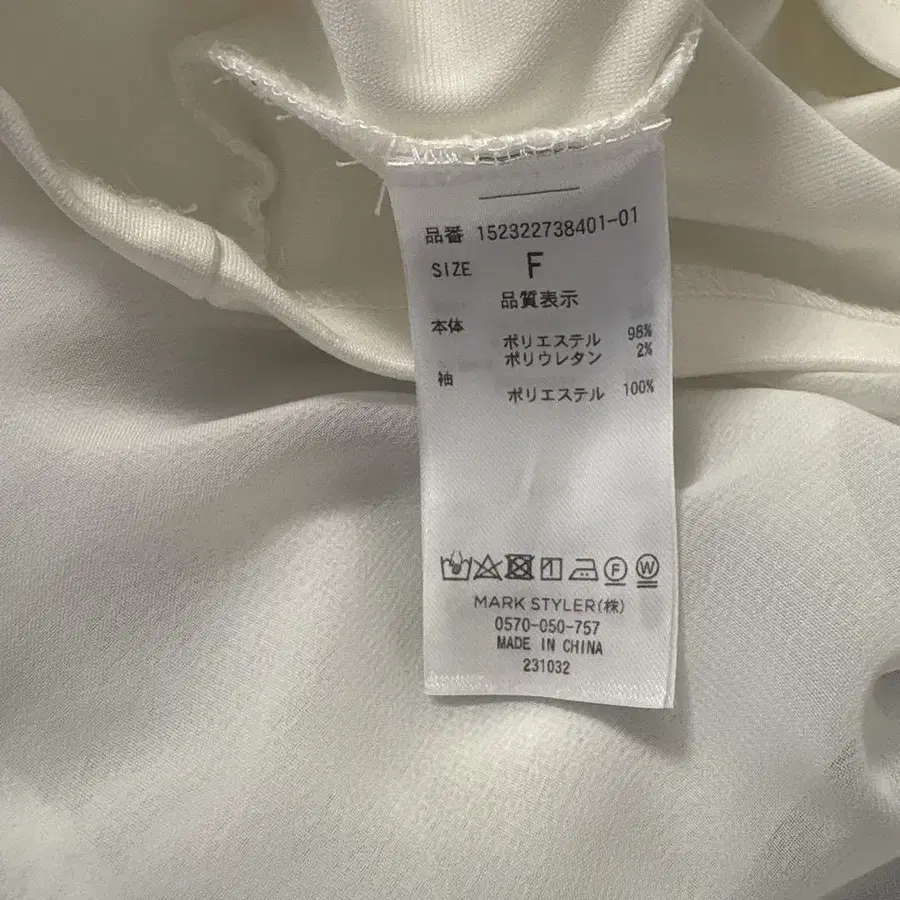 品番 152322738401-01
SIZE F
品質表示
本体
ポリエステル 98%
ポリウレタン 2%
袖
ポリエステル 100%
F W
MARK STYLER(株)
0570-050-757
MADE IN CHINA
231032